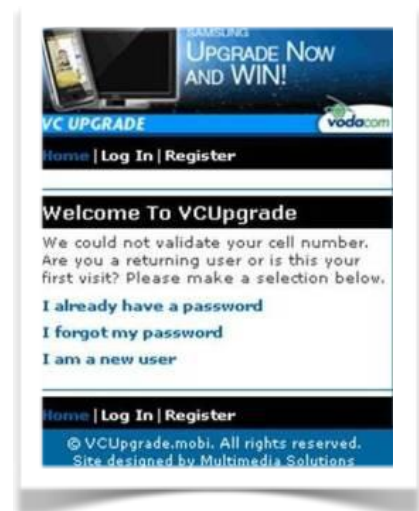 SAMSUNG
UPGRADE NOW
AND WIN!
VC UPGRADE
vodacom
Home | Log In | Register
Welcome To VCUpgrade
We could not validate your cell number.
Are you a returning user or is this your
first visit? Please make a selection below.
I already have a password
I forgot my password
I am a new user
Home | Log In | Register
© VCUpgrade.mobi. All rights reserved.
Site designed by Multimedia Solutions